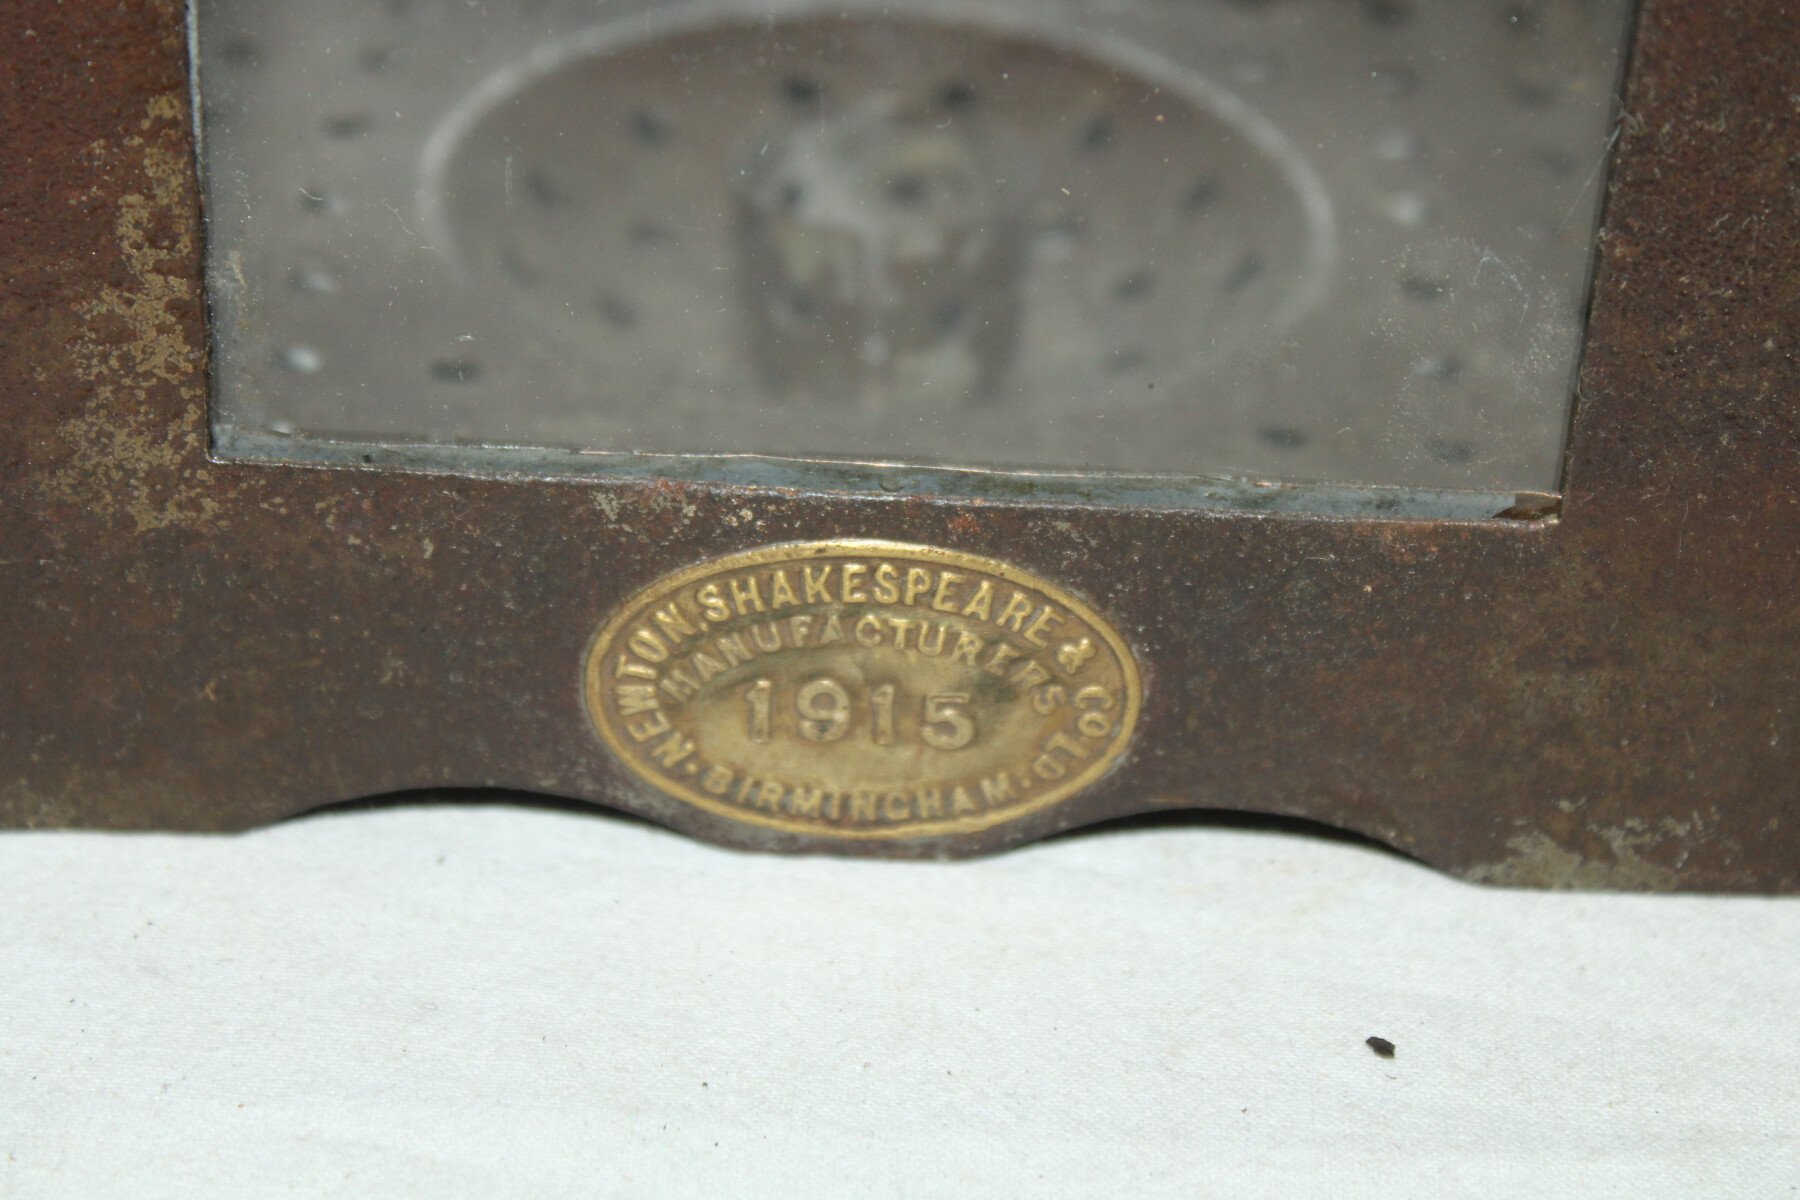 NEWTON. SHAKESPEARE & CO LD
MANUFACTURERS
1915
· BIRMINGHAM ·